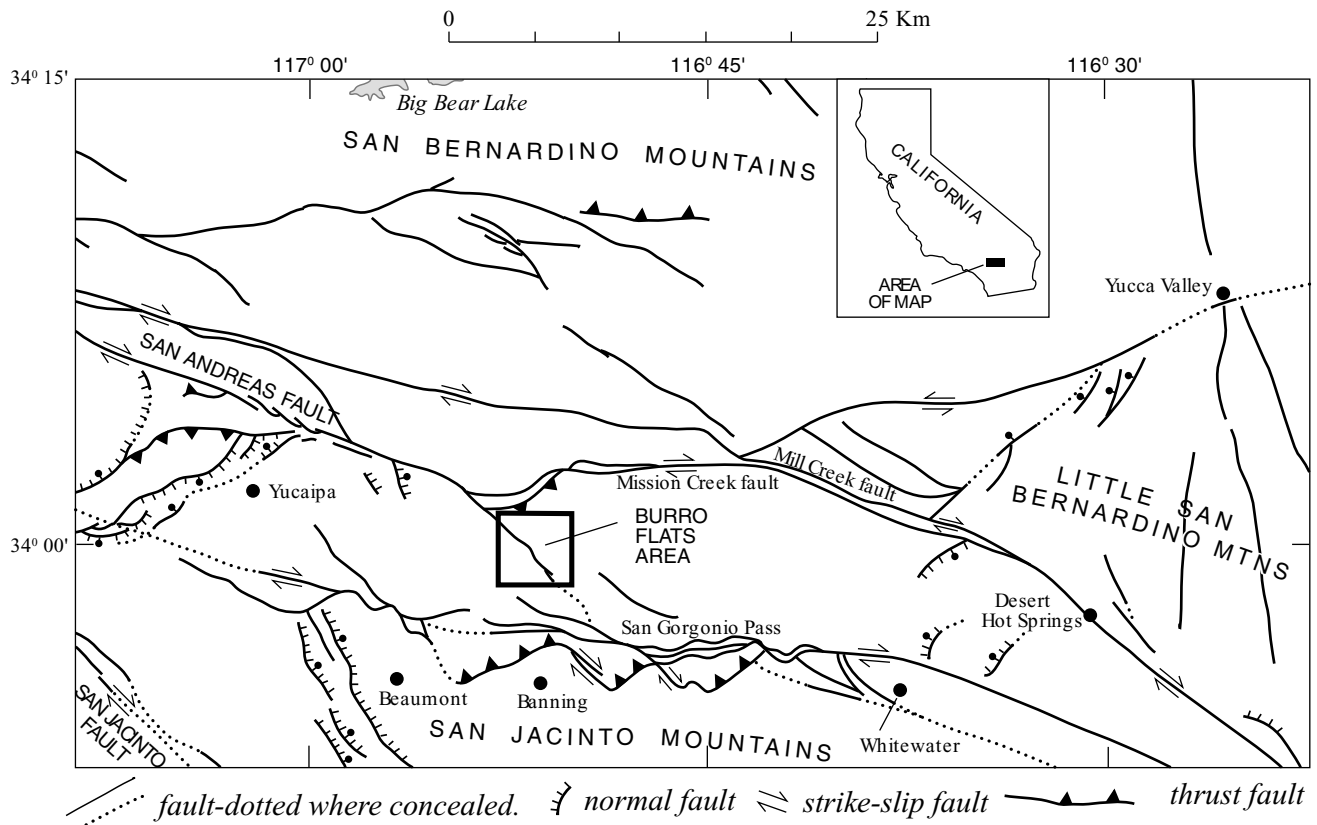 0 25 Km
117⁰ 00' 116⁰ 45' 116⁰ 30'
34⁰ 15'
Big Bear Lake
SAN BERNARDINO MOUNTAINS
CALIFORNIA
AREA
OF MAP
Yucca Valley
SAN ANDREAS FAULT
Mill Creek fault
Mission Creek fault
Yucaipa
LITTLE SAN
BERNARDINO MTNS
BURRO
FLATS
AREA
34⁰ 00'
Desert
Hot Springs
San Gorgonio Pass
Beaumont
Banning
SAN JACINTO
FAULT
SAN JACINTO MOUNTAINS
Whitewater
fault-dotted where concealed. normal fault strike-slip fault thrust fault